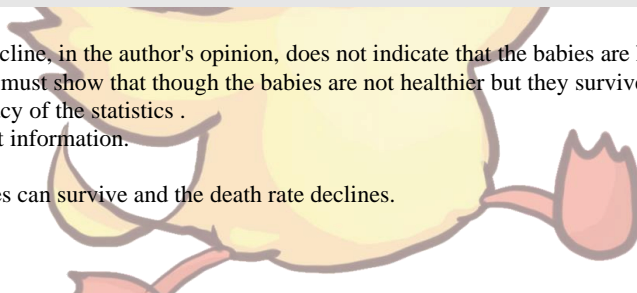 cline, in the author's opinion, does not indicate that the babies are
must show that though the babies are not healthier but they survive
cy of the statistics .
t information.
es can survive and the death rate declines.